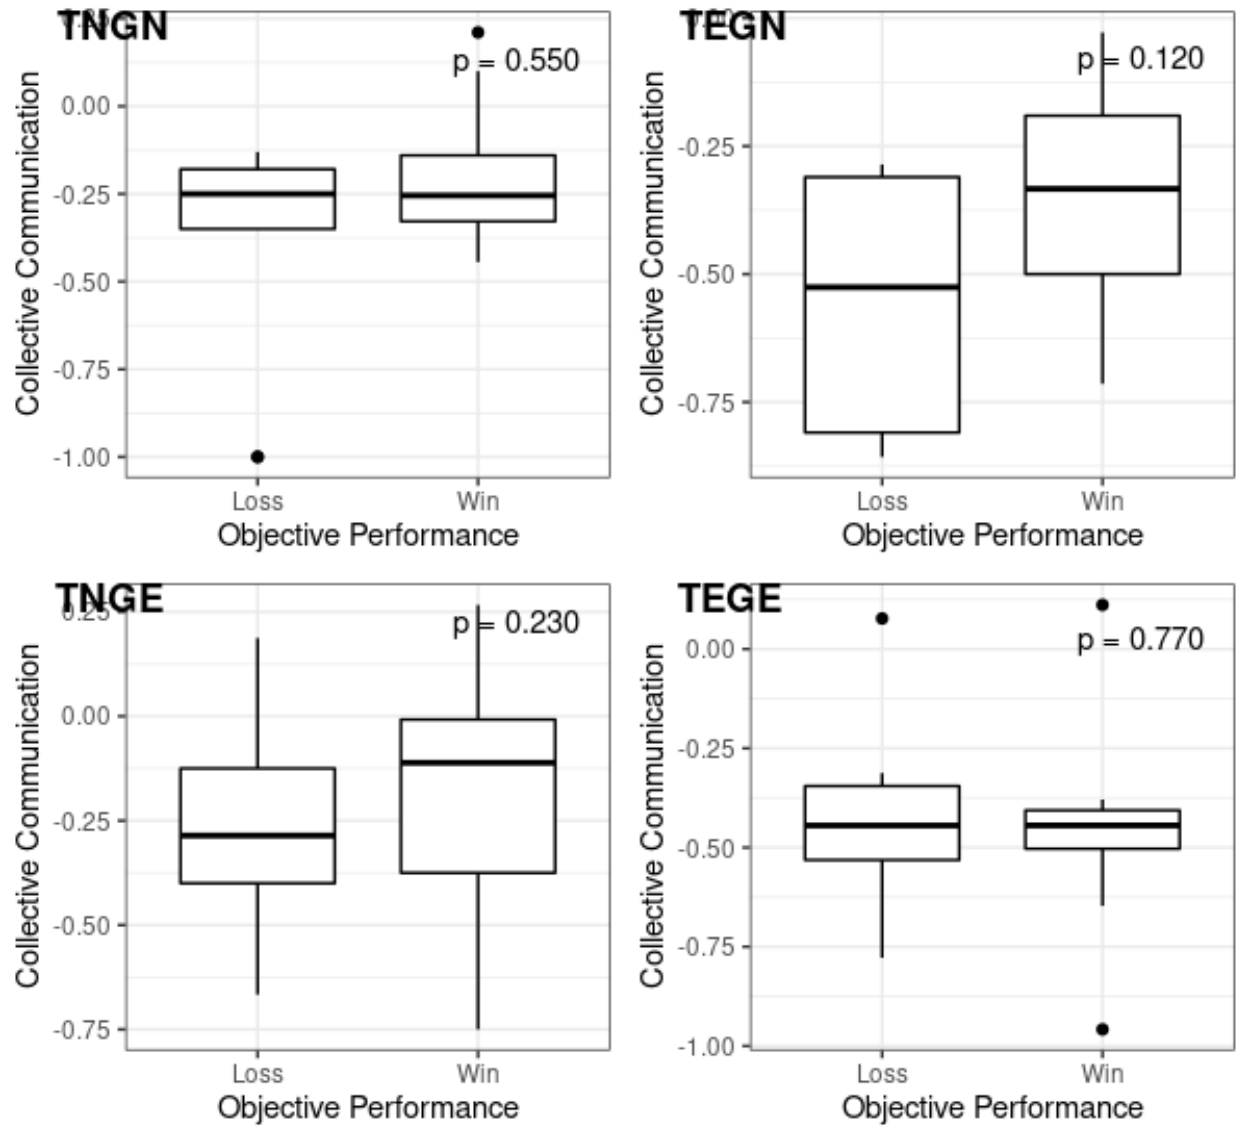 TNGN
p = 0.550
Collective Communication
0.00
-0.25
-0.50
-0.75
-1.00
Loss Win
Objective Performance
TEGN
p = 0.120
Collective Communication
-0.25
-0.50
-0.75
Loss Win
Objective Performance
TNGE
0.25
p = 0.230
Collective Communication
0.00
-0.25
-0.50
-0.75
Loss Win
Objective Performance
TEGE
p = 0.770
Collective Communication
0.00
-0.25
-0.50
-0.75
-1.00
Loss Win
Objective Performance